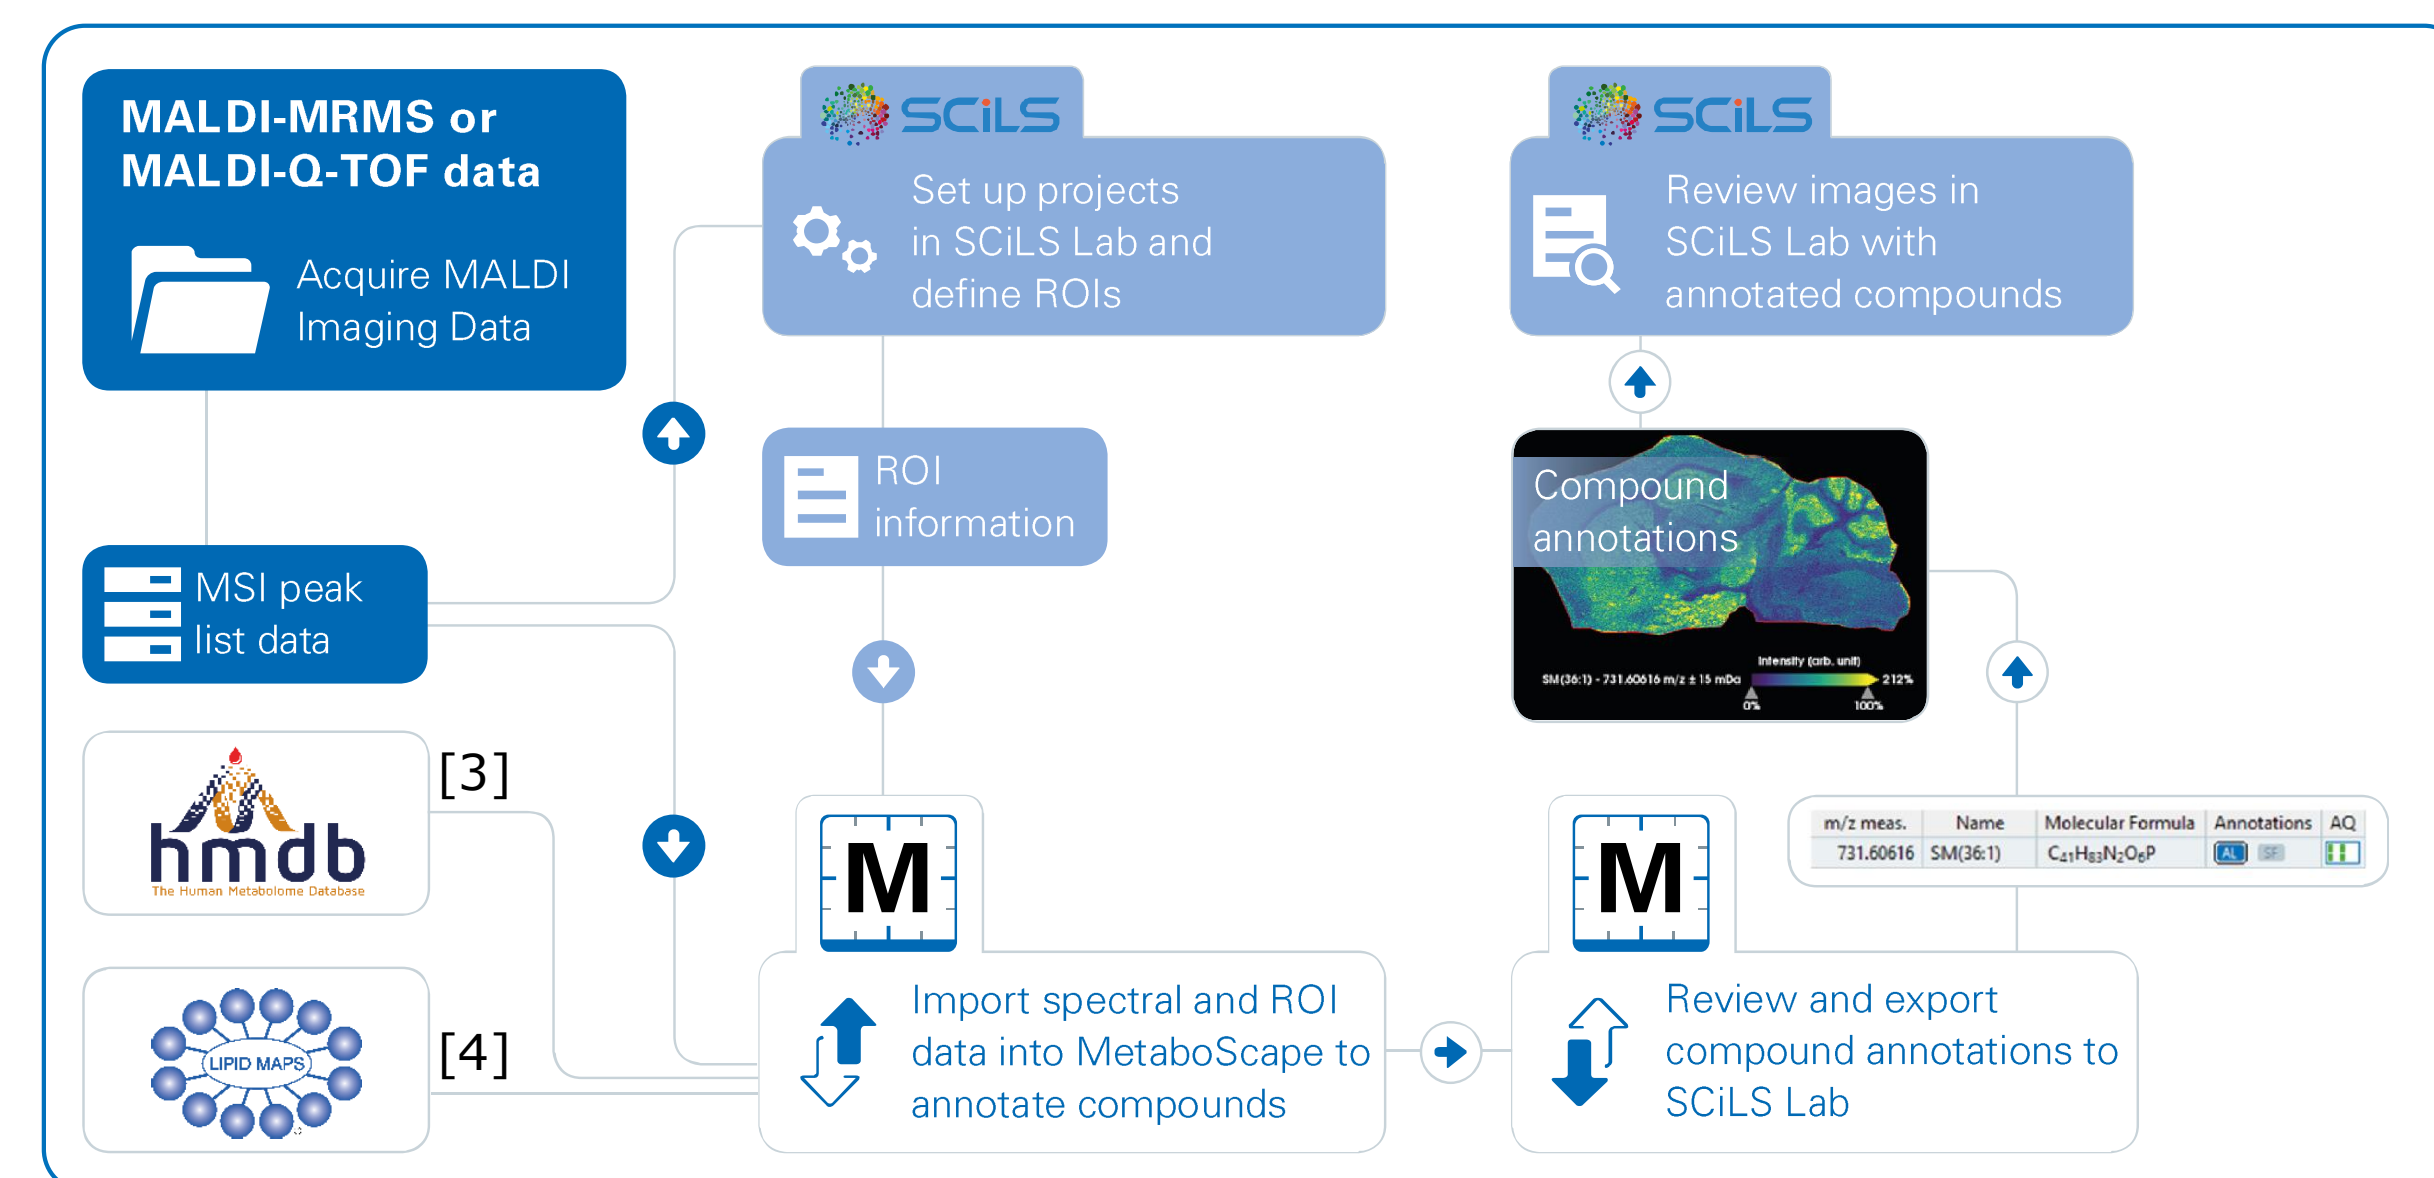 MALDI-MRMS or
MALDI-Q-TOF data
Acquire MALDI
Imaging Data
MSI peak
list data
hmdb
The Human Metabolome Database
[3]
LIPID MAPS
[4]
SCiLS
Set up projects
in SCiLS Lab and
define ROIs
ROI
information
M
Import spectral and ROI
data into MetaboScape to
annotate compounds
M
Review and export
compound annotations to
SCiLS Lab
m/z meas. Name Molecular Formula Annotations AQ
731.60616 SM(36:1) C₄₁H₈₃N₂O₆P AL SF
Compound
annotations
Intensity (arb. unit)
SM(36:1) - 731.60616 m/z ± 15 mDa 212%
0% 100%
SCiLS
Review images in
SCiLS Lab with
annotated compounds